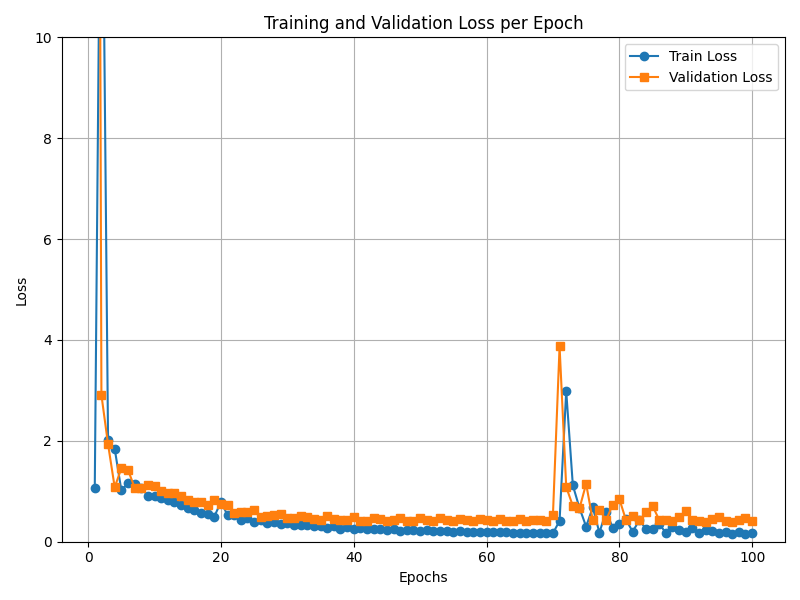 Training and Validation Loss per Epoch
Train Loss
Validation Loss
Loss
10
8
6
4
2
0
0 20 40 60 80 100
Epochs